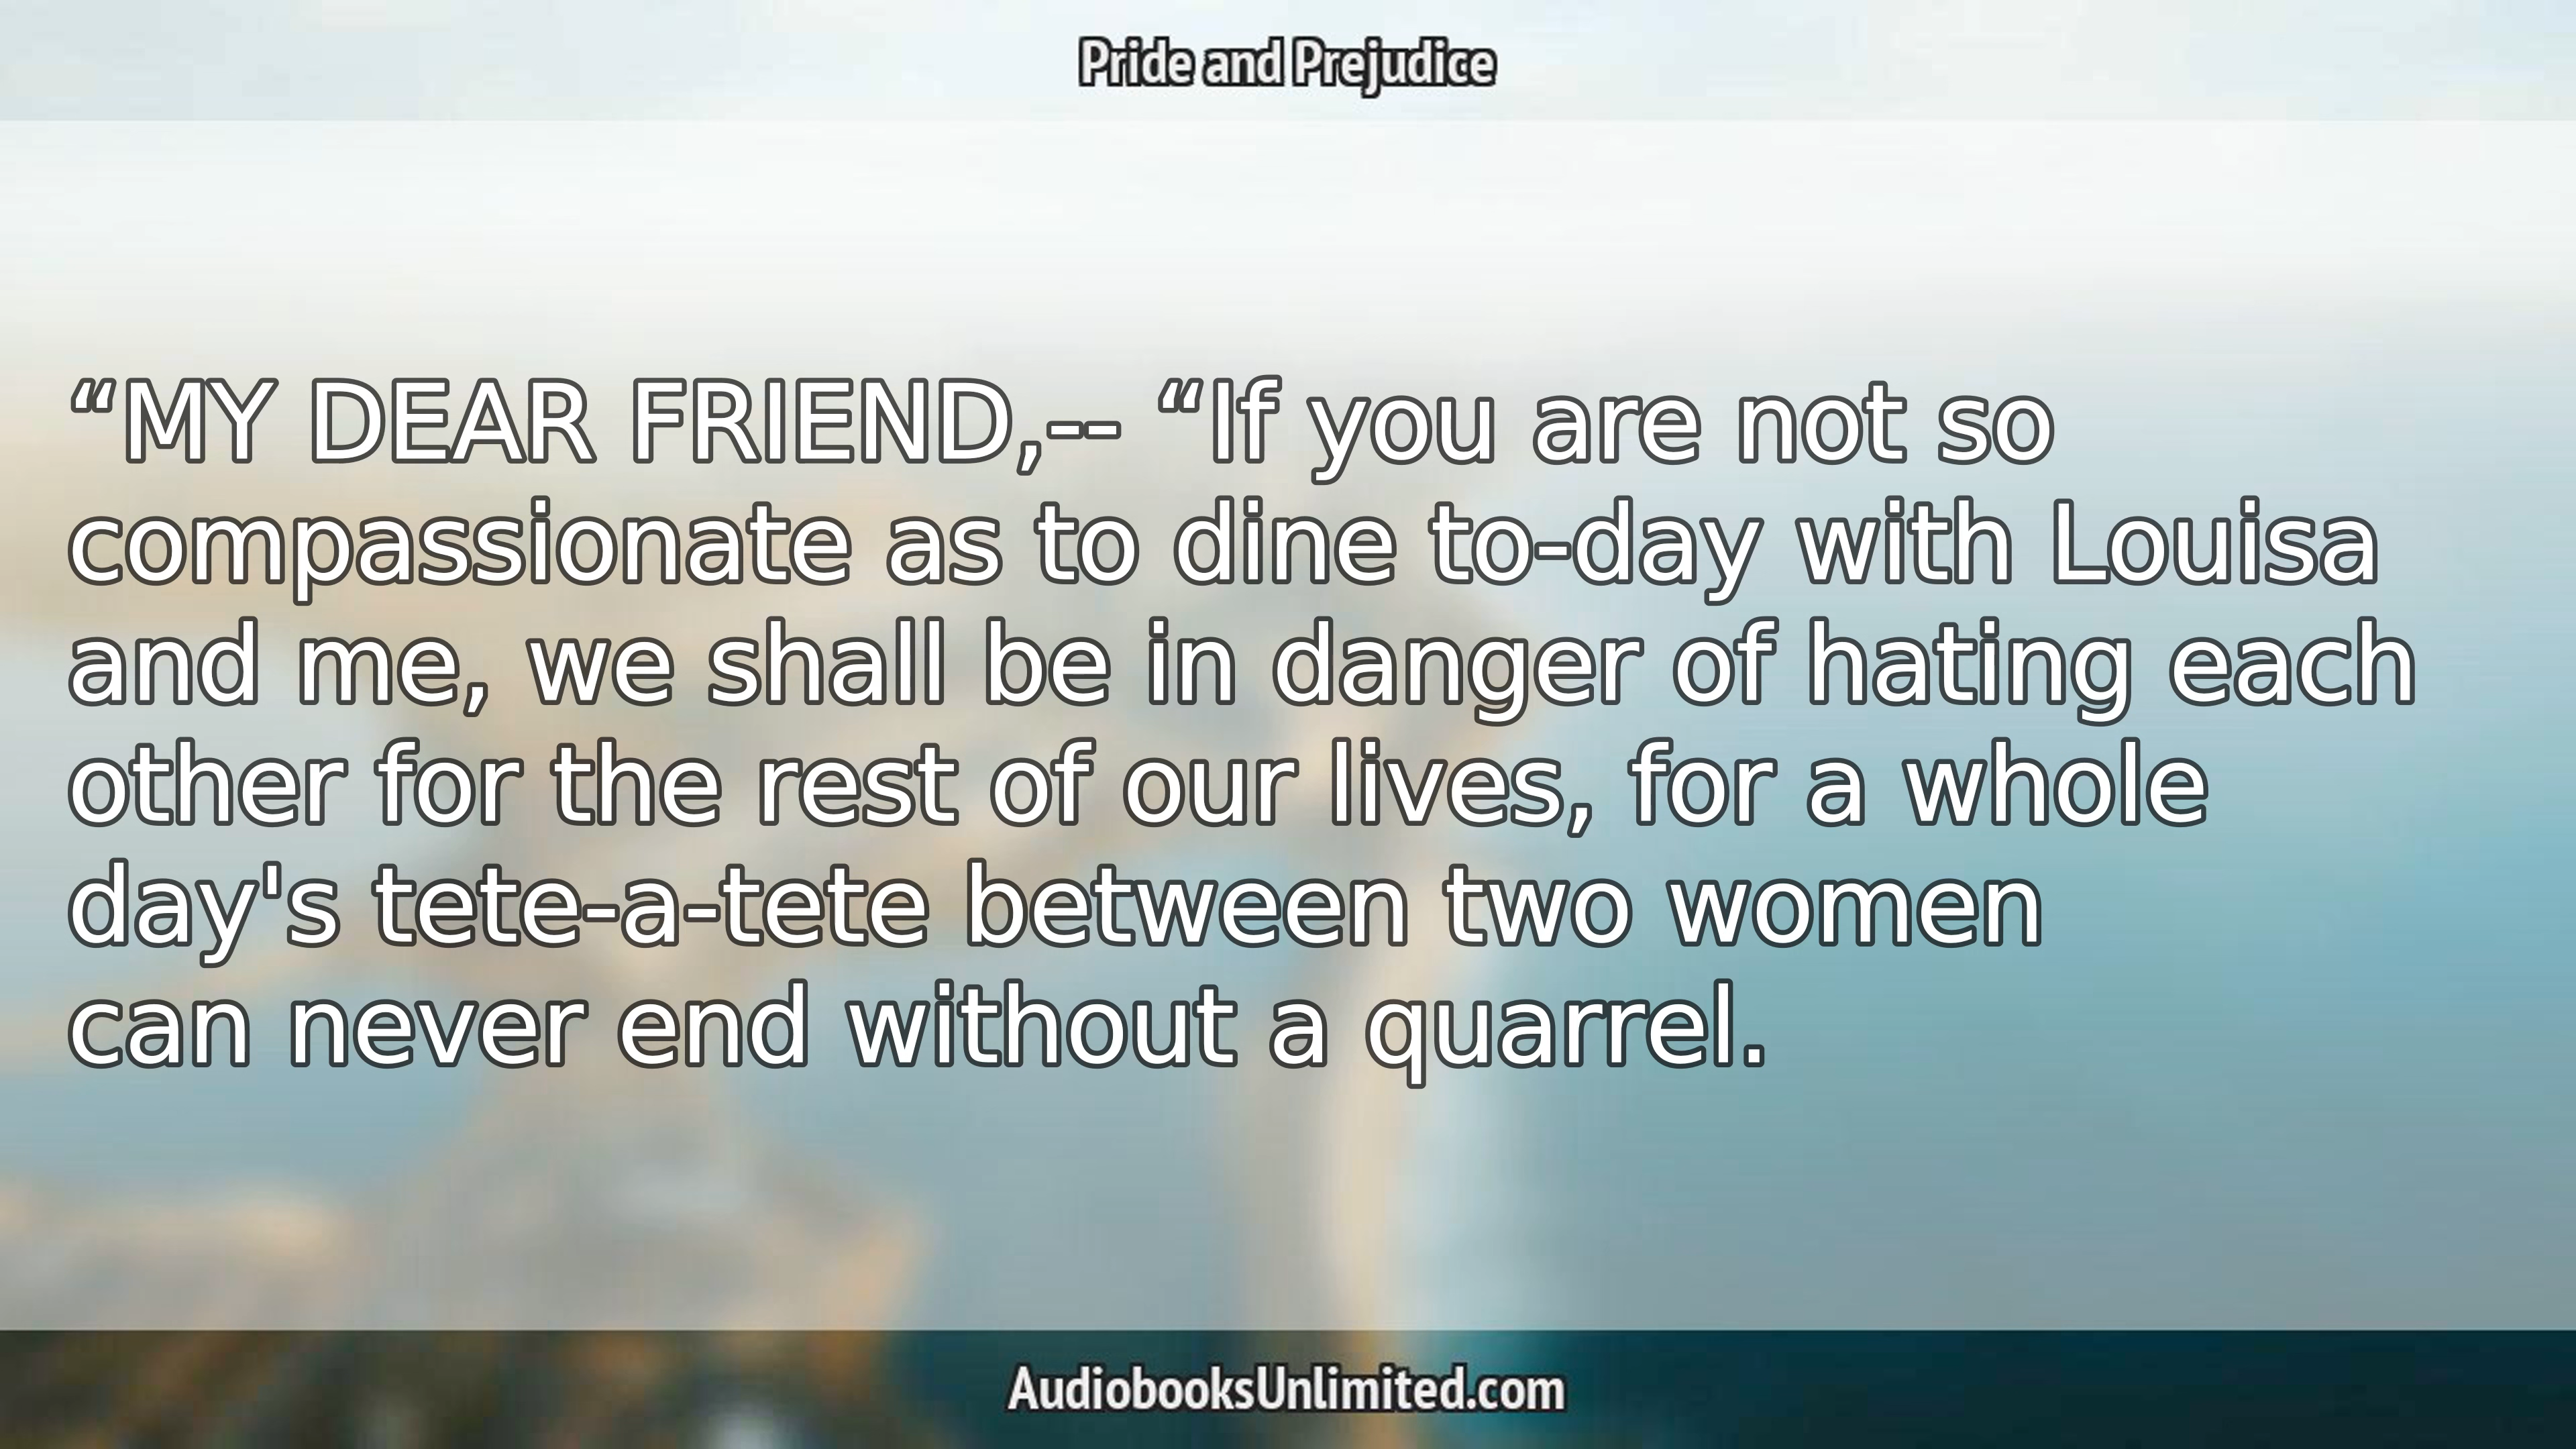 Pride and Prejudice
“MY DEAR FRIEND,-- “If you are not so
compassionate as to dine to-day with Louisa
and me, we shall be in danger of hating each
other for the rest of our lives, for a whole
day's tete-a-tete between two women
can never end without a quarrel.
AudiobooksUnlimited.com